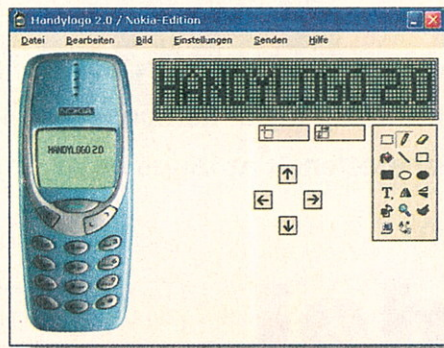 Handylogo 2.0 / Nokia-Edition
Datei Bearbeiten Bild Einstellungen Senden Hilfe
HANDYLOGO 2.0
NOKIA
HANDYLOGO 2.0
T